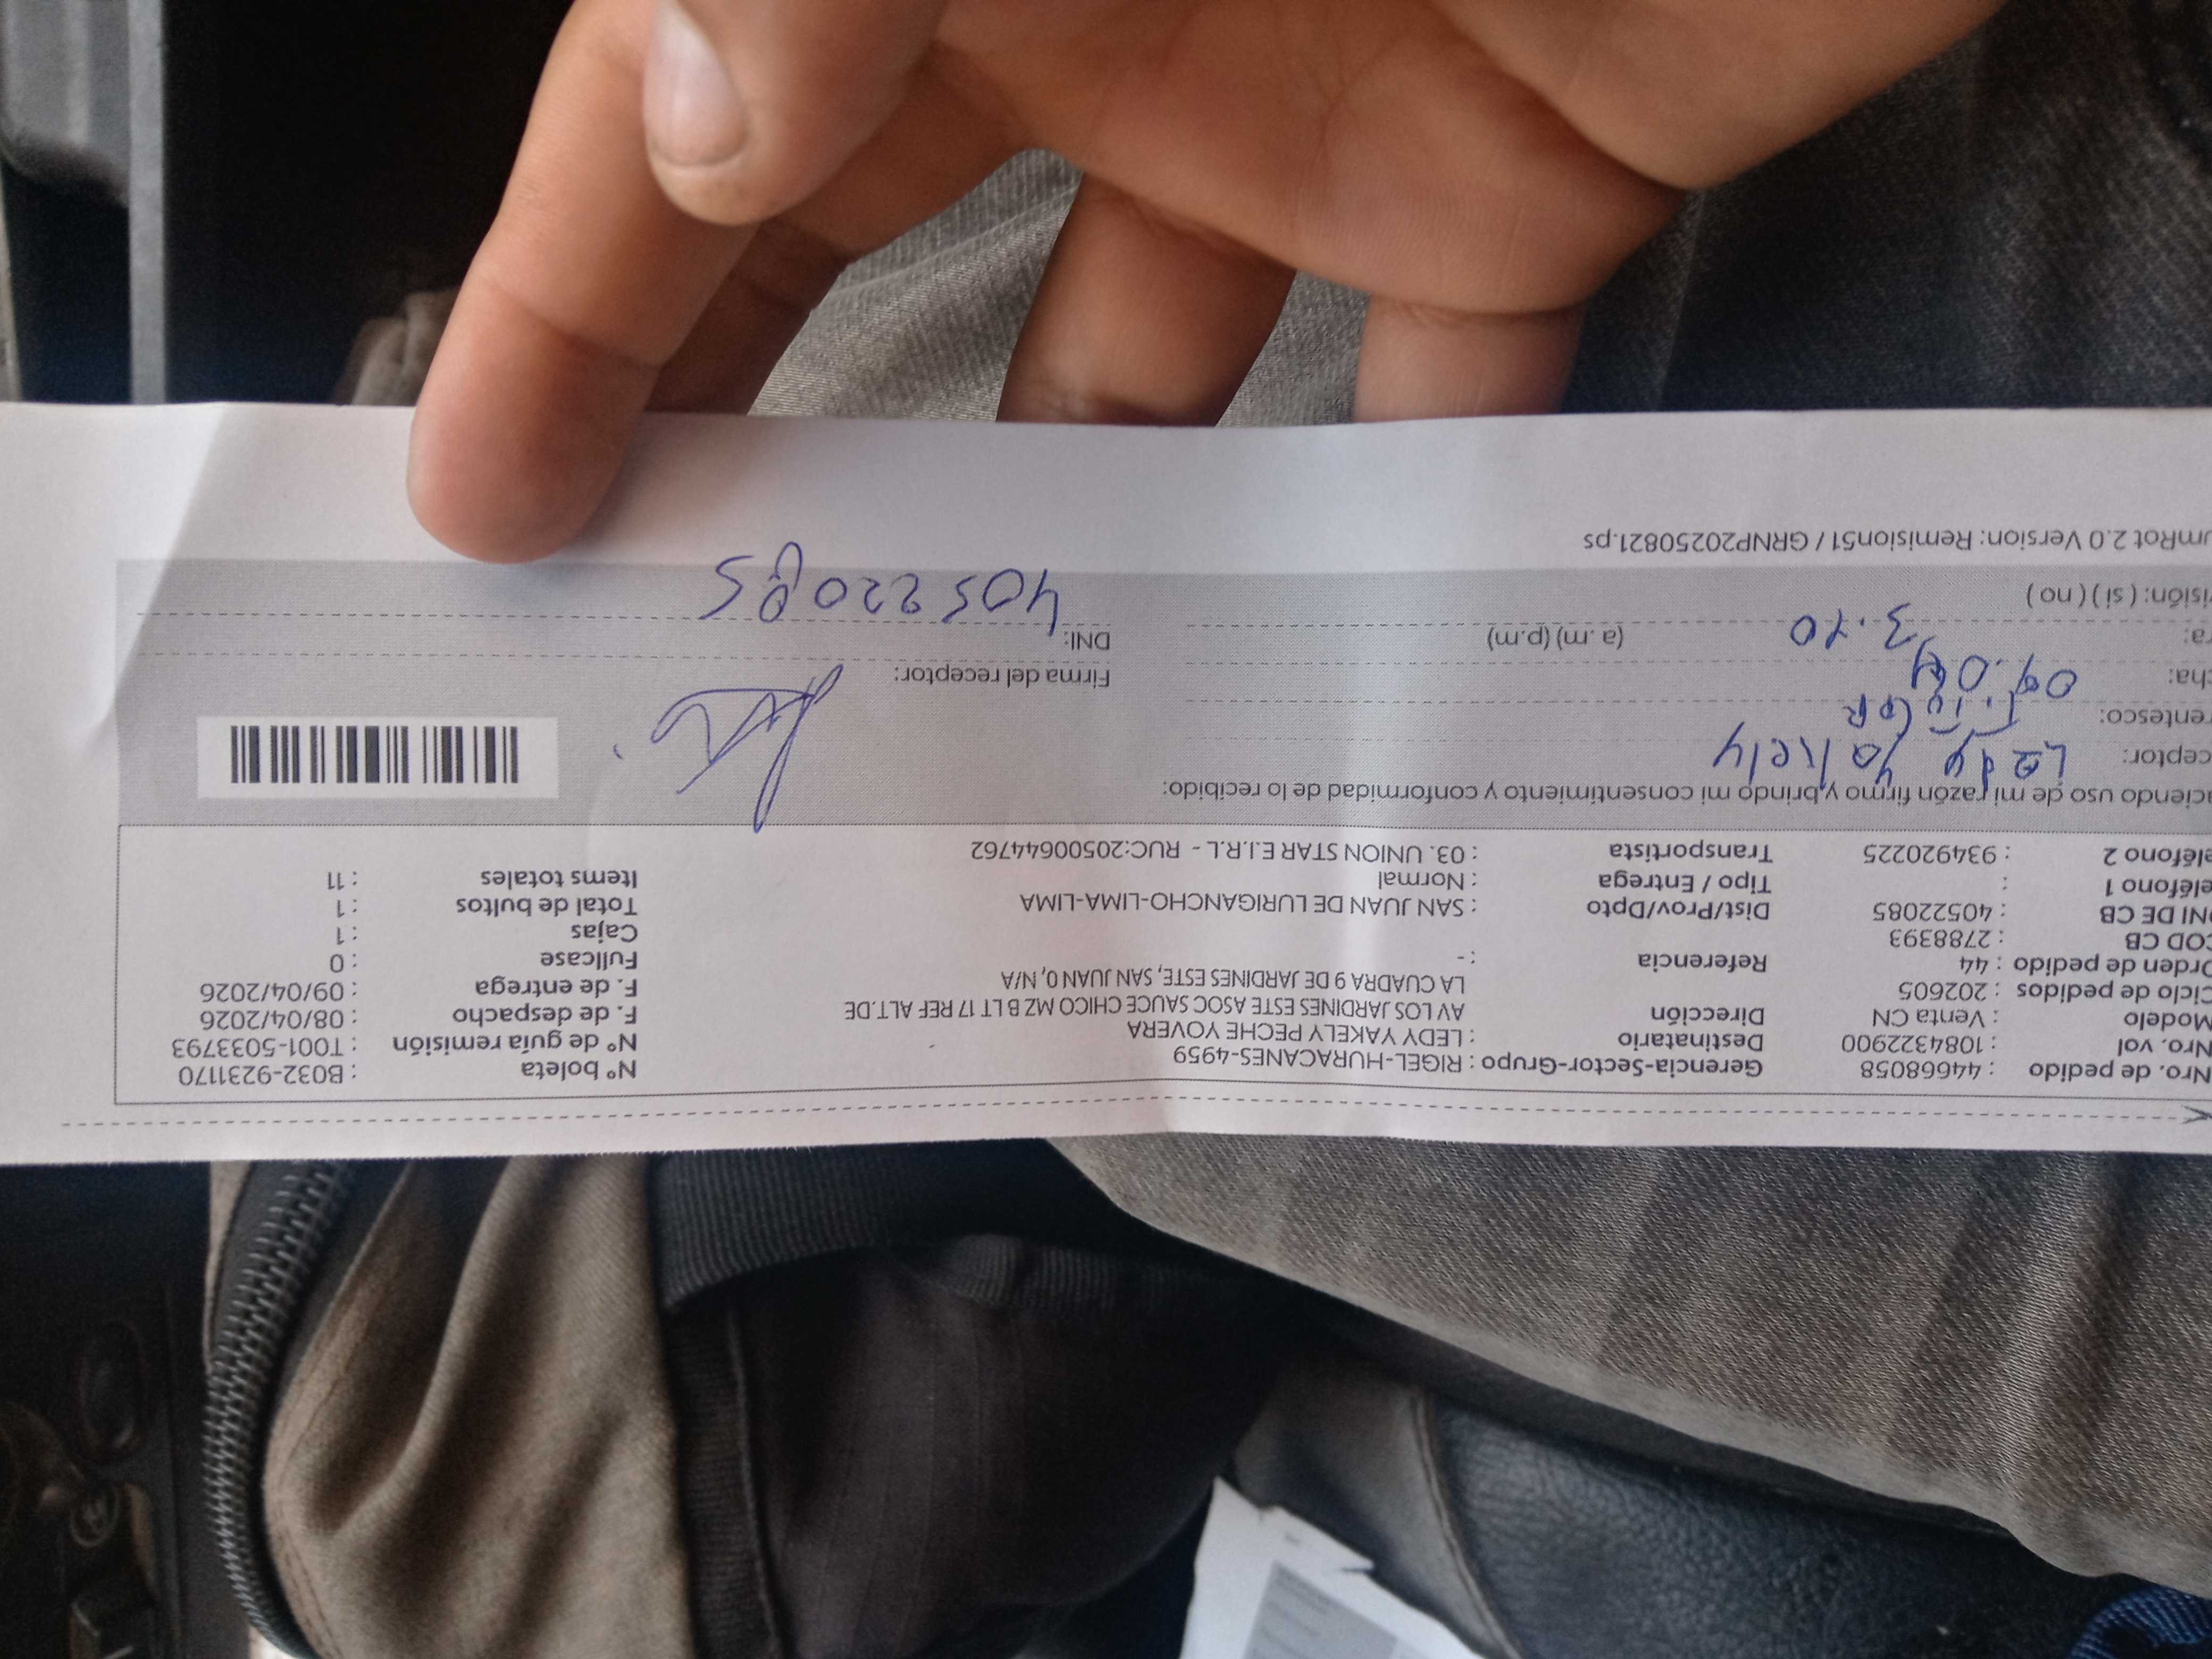 Nro. de pedido : 44668058 Gerencia-Sector-Grupo : RIGEL-HURACANES-4959 N° boleta : B032-9231170
Nro. vol : 1084322900 Destinatario : LEDY YAKELY PECHE YOVERA N° de guía remisión : T001-5033793
Modelo : Venta CN Dirección AV LOS JARDINES ESTE ASOC SAUCE CHICO MZ B LT 17 REF ALT.DE F. de despacho : 08/04/2026
Ciclo de pedidos : 202605 LA CUADRA 9 DE JARDINES ESTE, SAN JUAN 0, N/A F. de entrega : 09/04/2026
Orden de pedido : 44 Referencia : - Fullcase : 0
COD CB : 2788393 Cajas : 1
DNI DE CB : 40522085 Dist/Prov/Dpto : SAN JUAN DE LURIGANCHO-LIMA-LIMA Total de bultos : 1
eléfono 1 : Tipo / Entrega : Normal Items totales : 11
eléfono 2 : 934920225 Transportista : 03. UNION STAR E.I.R.L - RUC:20500644762
aciendo uso de mi razón firmo y brindo mi consentimiento y conformidad de lo recibido:
ceptor: Ledy Yakely
rentesco: Titular Firma del receptor:
cha: 09.04
ra: 3.10 (a.m) (p.m) DNI: 40522085
visión: ( si ) ( no )
umRot 2.0 Version: Remision51 / GRNP20250821.ps